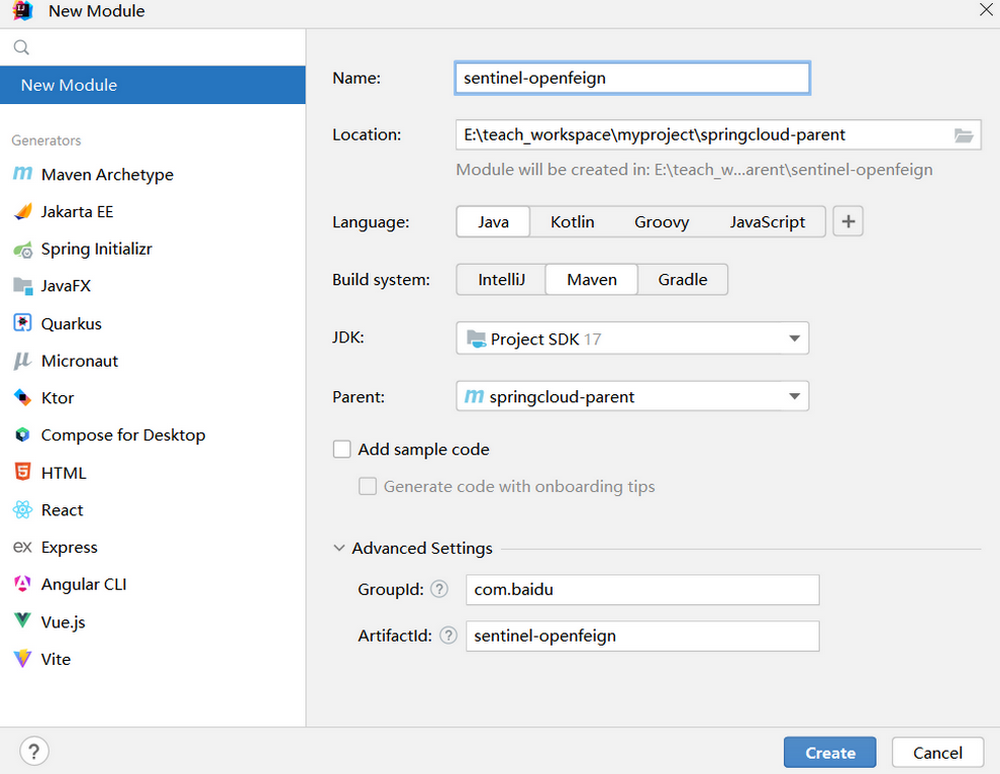 New Module
New Module
Generators
Maven Archetype
Jakarta EE
Spring Initializr
JavaFX
Quarkus
Micronaut
Ktor
Compose for Desktop
HTML
React
Express
Angular CLI
Vue.js
Vite
Name: sentinel-openfeign
Location: E:\teach_workspace\myproject\springcloud-parent
Module will be created in: E:\teach_w...arent\sentinel-openfeign
Language: Java Kotlin Groovy JavaScript +
Build system: IntelliJ Maven Gradle
JDK: Project SDK 17
Parent: m springcloud-parent
Add sample code
Generate code with onboarding tips
Advanced Settings
GroupId: ? com.baidu
ArtifactId: ? sentinel-openfeign
? Create Cancel